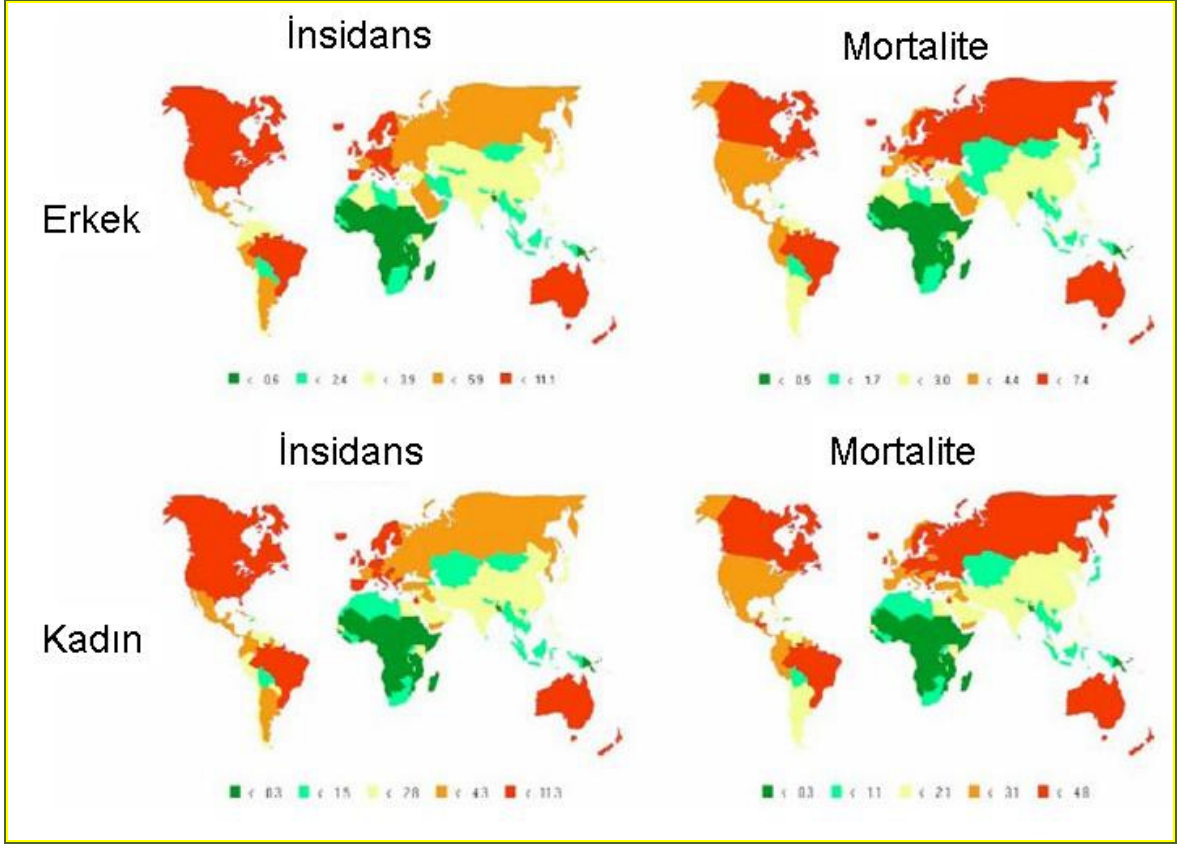 İnsidans
Mortalite
Erkek
< 0.6 < 2.4 < 3.9 < 5.9 < 11.1
< 0.5 < 1.7 < 3.0 < 4.4 < 7.4
İnsidans
Mortalite
Kadın
< 0.3 < 1.5 < 2.8 < 4.3 < 11.3
< 0.3 < 1.1 < 2.1 < 3.1 < 4.8